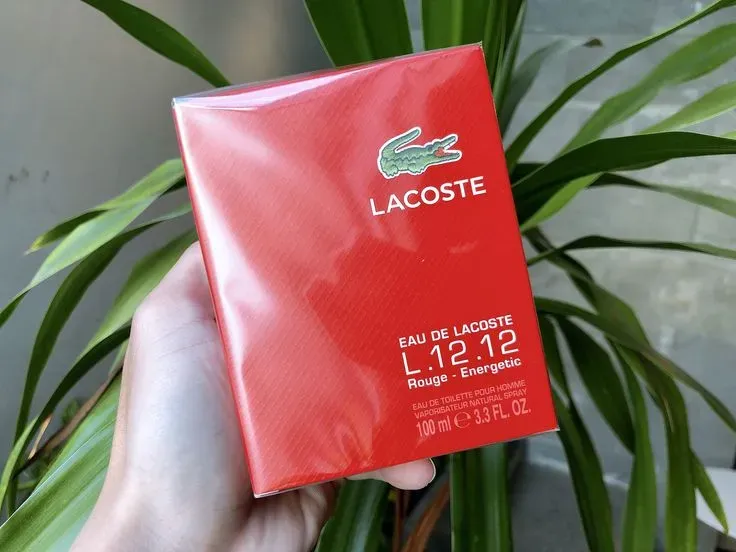 LACOSTE
EAU DE LACOSTE
L.12.12
Rouge - Energetic
EAU DE TOILETTE POUR HOMME
VAPORISATEUR NATURAL SPRAY
100 ml ℮ 3.3 FL. OZ.